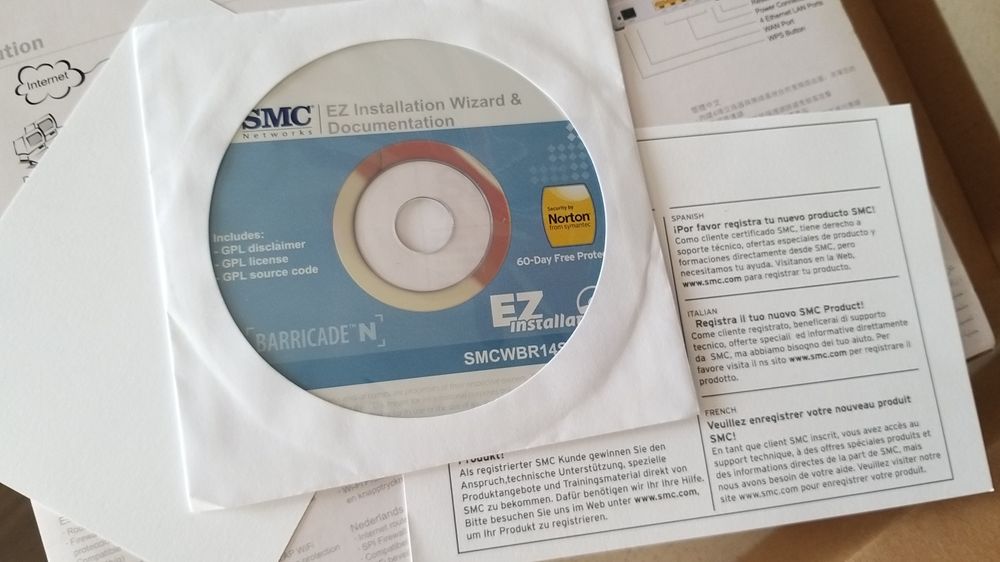 Internet
SMC
Networks
EZ Installation Wizard &
Documentation
Includes:
- GPL disclaimer
- GPL license
- GPL source code
Security by
Norton
from symantec
60-Day Free
BARRICADE™ N
EZ
SMCWBR14S
Power
4 Ethernet LAN Ports
WAN Port
WPS Button
SPANISH
¡Por favor registra tu nuevo producto SMC!
Como cliente certificado SMC, tiene derecho a
soporte técnico, ofertas especiales de producto y
formaciones directamente desde SMC, pero
necesitamos tu ayuda. Visitanos en la Web,
www.smc.com para registrar tu producto.
ITALIAN
Registra il tuo nuovo SMC Product!
Come cliente registrato, beneficerai di supporto
tecnico, offerte speciali ed informative direttamente
da SMC, ma abbiamo bisogno del tuo aiuto. Per
favore visita il ns sito www.smc.com per registrare il
prodotto.
FRENCH
Veuillez enregistrer votre nouveau produit
SMC!
En tant que client SMC inscrit, vous avez accès au
support technique, à des offres spéciales produits et
des informations directes de la part de SMC, mais
nous avons besoin de votre aide. Veuillez visiter notre
site www.smc.com pour enregistrer votre produit.
Produkt!
Als registrierter SMC Kunde gewinnen Sie den
Anspruch,technische Unterstützung, spezielle
Produktangebote und Trainingsmaterial direkt von
SMC zu bekommen. Dafür benötigen wir Ihr Ihre Hilfe.
Bitte besuchen Sie uns im Web unter www.smc.com,
um Ihr Produkt zu registrieren.
Nederlands